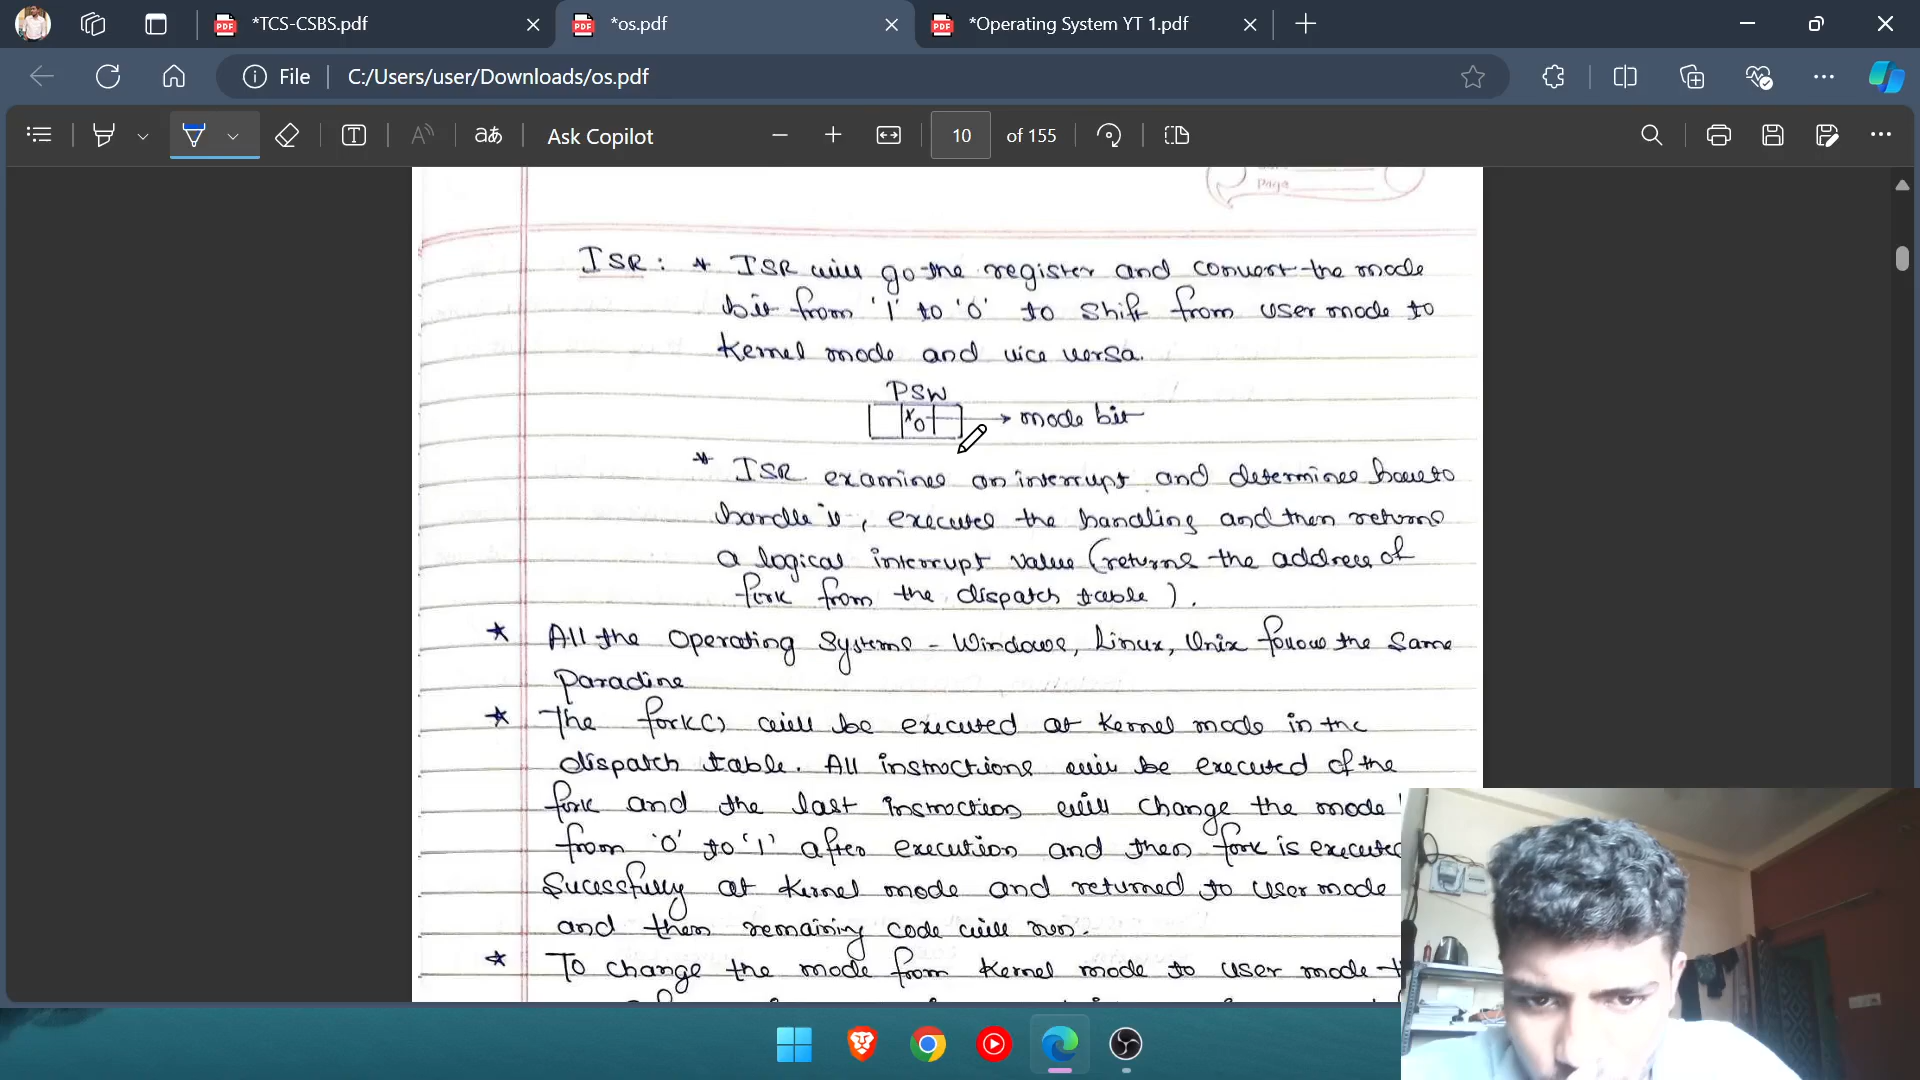 *TCS-CSBS.pdf
*os.pdf
*Operating System YT 1.pdf
File
C:/Users/user/Downloads/os.pdf
Ask Copilot
10 of 155
Page
ISR : * ISR will go the register and convert the mode
bit from '1' to '0' to shift from user mode to
Kernel mode and vice versa.
PSW
0 → mode bit
* ISR examines an interrupt and determines how to
handle it, executes the handling and then returns
a logical interrupt value (returns the address of
fork from the dispatch table ).
★ All the Operating Systems - Windows, Linux, Unix follow the same
Paradine
★ The fork() will be executed at Kernel mode in the
dispatch table. All instructions will be executed of the
fork and the last instruction will change the mode
from '0' to '1' after execution and then fork is execute
Sucessfully at Kernel mode and returned to user mode
and then remaining code will run.
★ To change the mode from Kernel mode to user mode